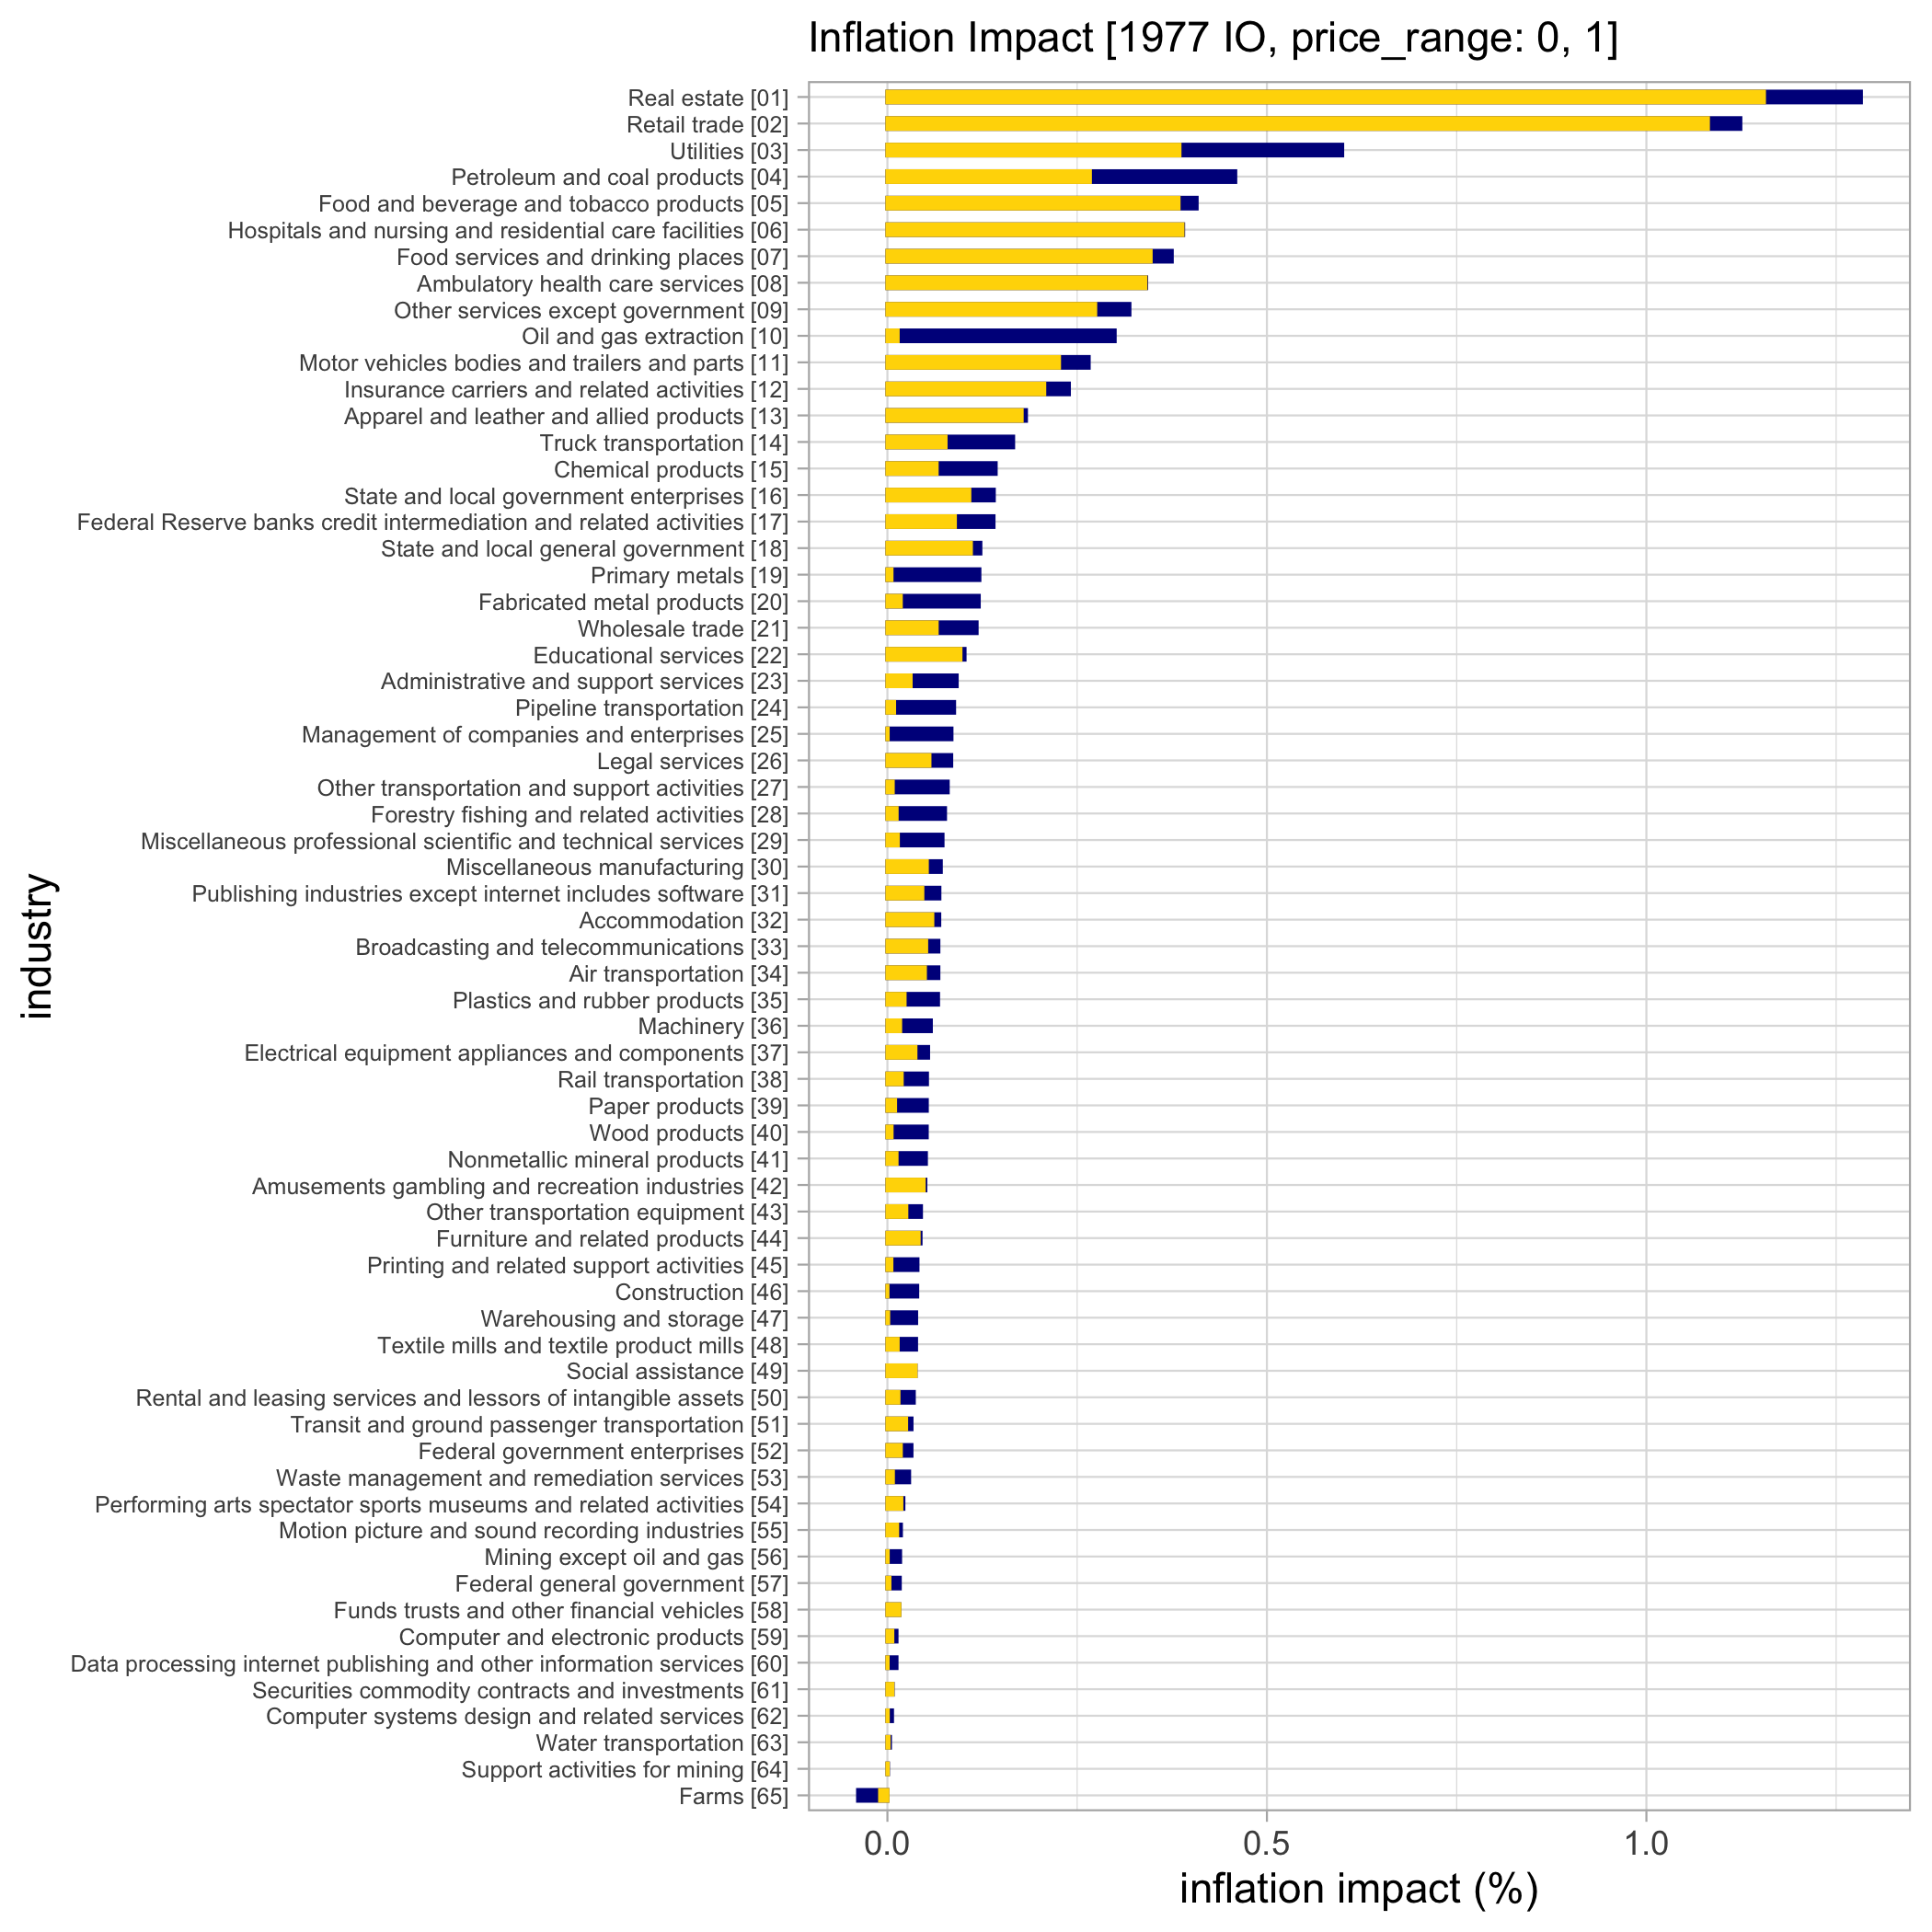 Inflation Impact [1977 IO, price_range: 0, 1]
Real estate [01]
Retail trade [02]
Utilities [03]
Petroleum and coal products [04]
Food and beverage and tobacco products [05]
Hospitals and nursing and residential care facilities [06]
Food services and drinking places [07]
Ambulatory health care services [08]
Other services except government [09]
Oil and gas extraction [10]
Motor vehicles bodies and trailers and parts [11]
Insurance carriers and related activities [12]
Apparel and leather and allied products [13]
Truck transportation [14]
Chemical products [15]
State and local government enterprises [16]
Federal Reserve banks credit intermediation and related activities [17]
State and local general government [18]
Primary metals [19]
Fabricated metal products [20]
Wholesale trade [21]
Educational services [22]
Administrative and support services [23]
Pipeline transportation [24]
Management of companies and enterprises [25]
Legal services [26]
Other transportation and support activities [27]
Forestry fishing and related activities [28]
Miscellaneous professional scientific and technical services [29]
Miscellaneous manufacturing [30]
Publishing industries except internet includes software [31]
Accommodation [32]
Broadcasting and telecommunications [33]
Air transportation [34]
Plastics and rubber products [35]
Machinery [36]
Electrical equipment appliances and components [37]
Rail transportation [38]
Paper products [39]
Wood products [40]
Nonmetallic mineral products [41]
Amusements gambling and recreation industries [42]
Other transportation equipment [43]
Furniture and related products [44]
Printing and related support activities [45]
Construction [46]
Warehousing and storage [47]
Textile mills and textile product mills [48]
Social assistance [49]
Rental and leasing services and lessors of intangible assets [50]
Transit and ground passenger transportation [51]
Federal government enterprises [52]
Waste management and remediation services [53]
Performing arts spectator sports museums and related activities [54]
Motion picture and sound recording industries [55]
Mining except oil and gas [56]
Federal general government [57]
Funds trusts and other financial vehicles [58]
Computer and electronic products [59]
Data processing internet publishing and other information services [60]
Securities commodity contracts and investments [61]
Computer systems design and related services [62]
Water transportation [63]
Support activities for mining [64]
Farms [65]
industry
0.0 0.5 1.0
inflation impact (%)